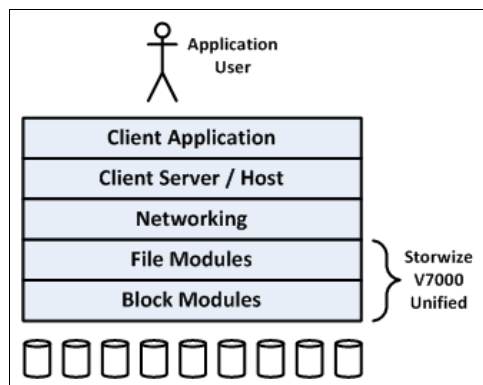 Application
User
Client Application
Client Server / Host
Networking
File Modules
Block Modules
Storwize
V7000
Unified